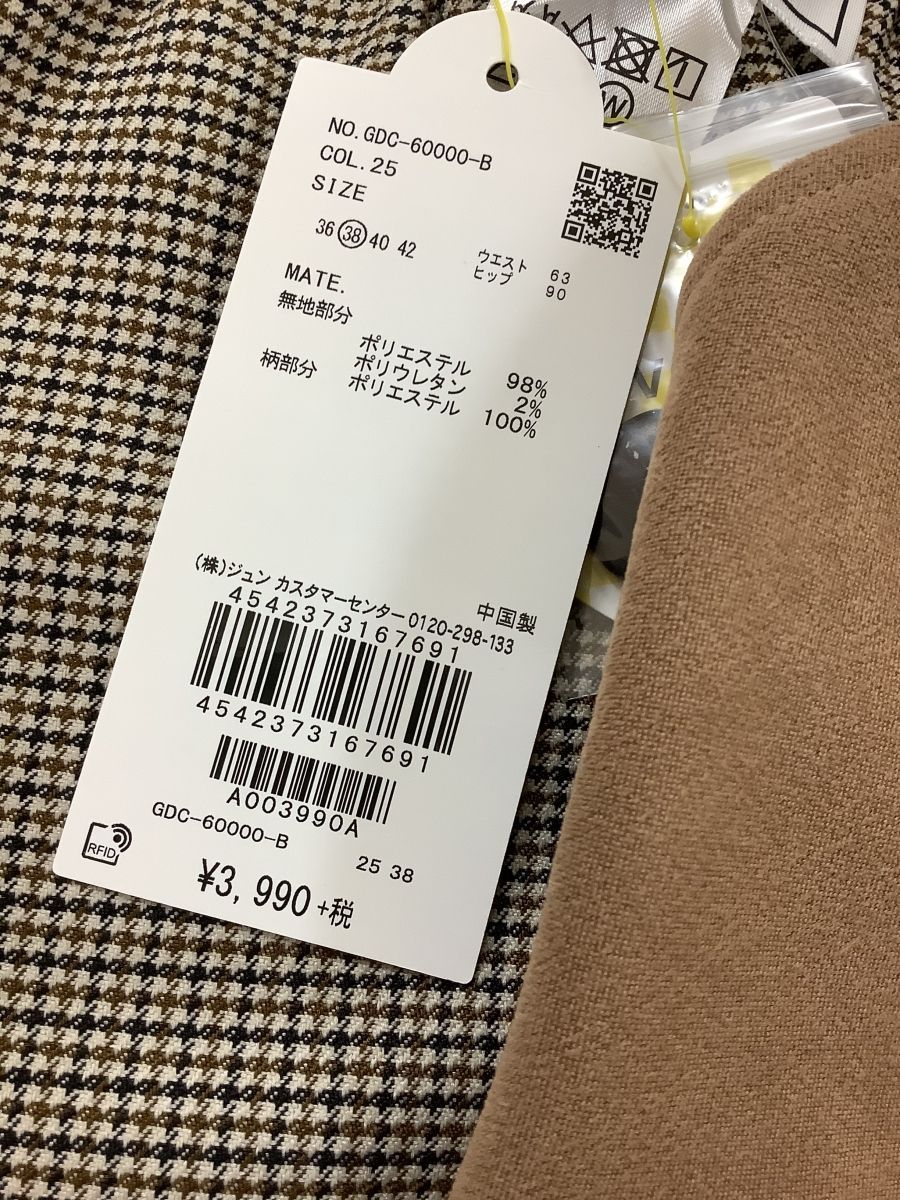 NO.GDC-60000-B
COL.25
SIZE
36 38 40 42
ウエスト 63
ヒップ 90
MATE.
無地部分
ポリエステル 98%
ポリウレタン 2%
柄部分 ポリエステル 100%
中国製
(株)ジュン カスタマーセンター 0120-298-133
4542373167691
4542373167691
A003990A
GDC-60000-B
25 38
RFID
¥3,990+税